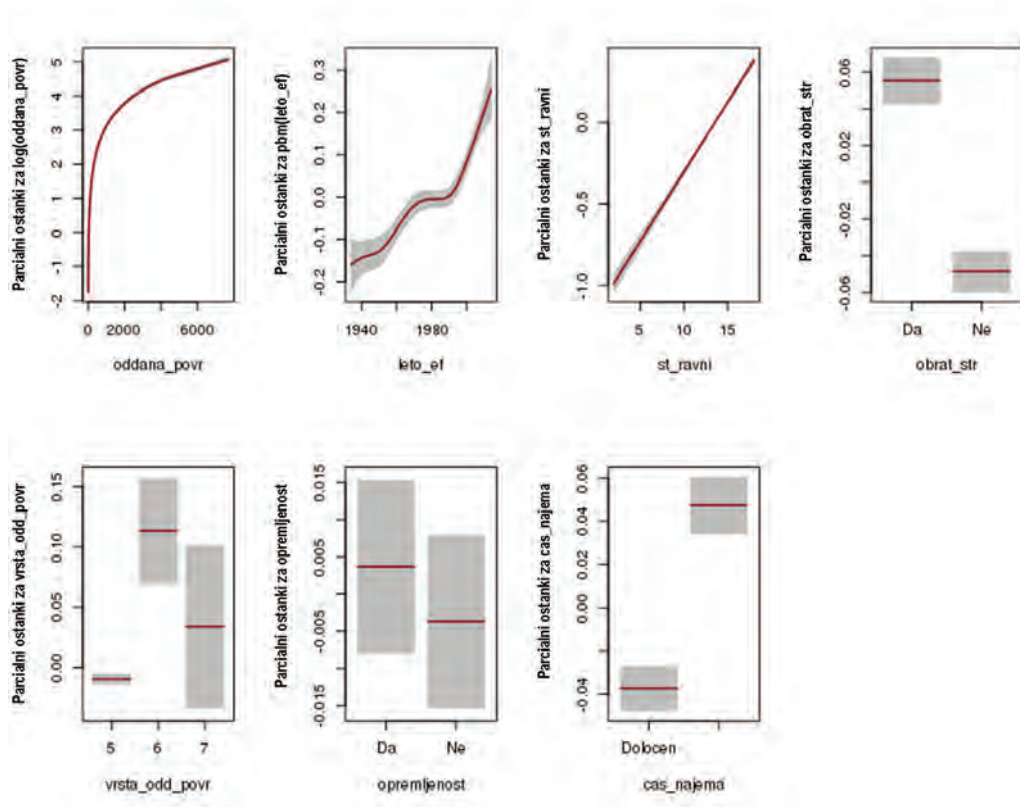 Parcialni ostanki za log(oddana_povr)
5
4
3
2
1
0
-1
-2
0 2000 6000
oddana_povr
Parcialni ostanki za pbm(leto_ef)
0.3
0.2
0.1
0.0
-0.1
-0.2
1940 1980
leto_ef
Parcialni ostanki za st_ravni
0.0
-0.5
-1.0
5 10 15
st_ravni
Parcialni ostanki za obrat_str
0.06
0.02
-0.02
-0.06
Da Ne
obrat_str
Parcialni ostanki za vrsta_odd_povr
0.15
0.10
0.05
0.00
5 6 7
vrsta_odd_povr
Parcialni ostanki za opremljenost
0.015
0.005
-0.005
-0.015
Da Ne
opremljenost
Parcialni ostanki za cas_najema
0.06
0.04
0.02
0.00
-0.04
Dolocen
cas_najema